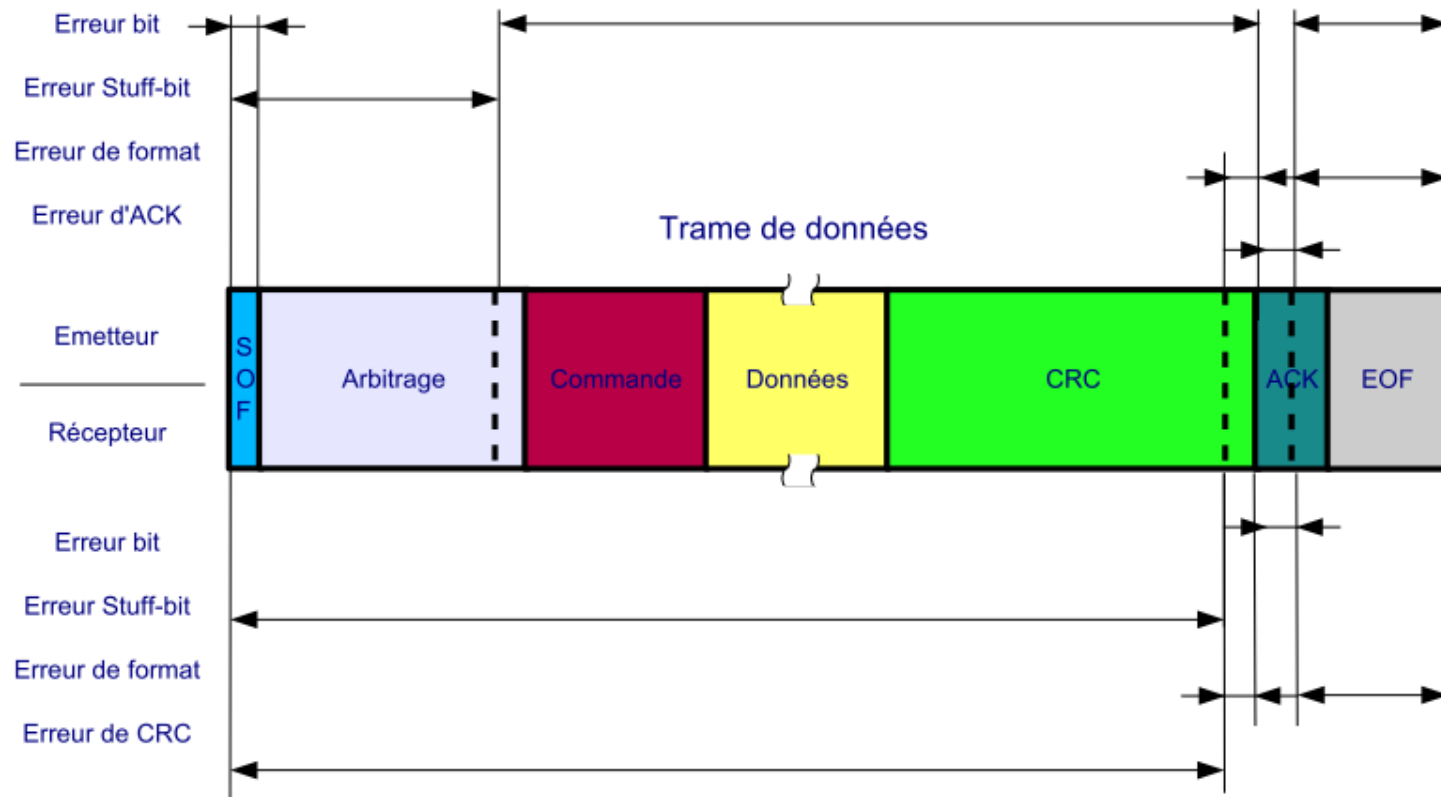 Erreur bit
Erreur Stuff-bit
Erreur de format
Erreur d'ACK
Trame de données
Emetteur
Récepteur
S
O
F
Arbitrage
Commande
Données
CRC
ACK
EOF
Erreur bit
Erreur Stuff-bit
Erreur de format
Erreur de CRC